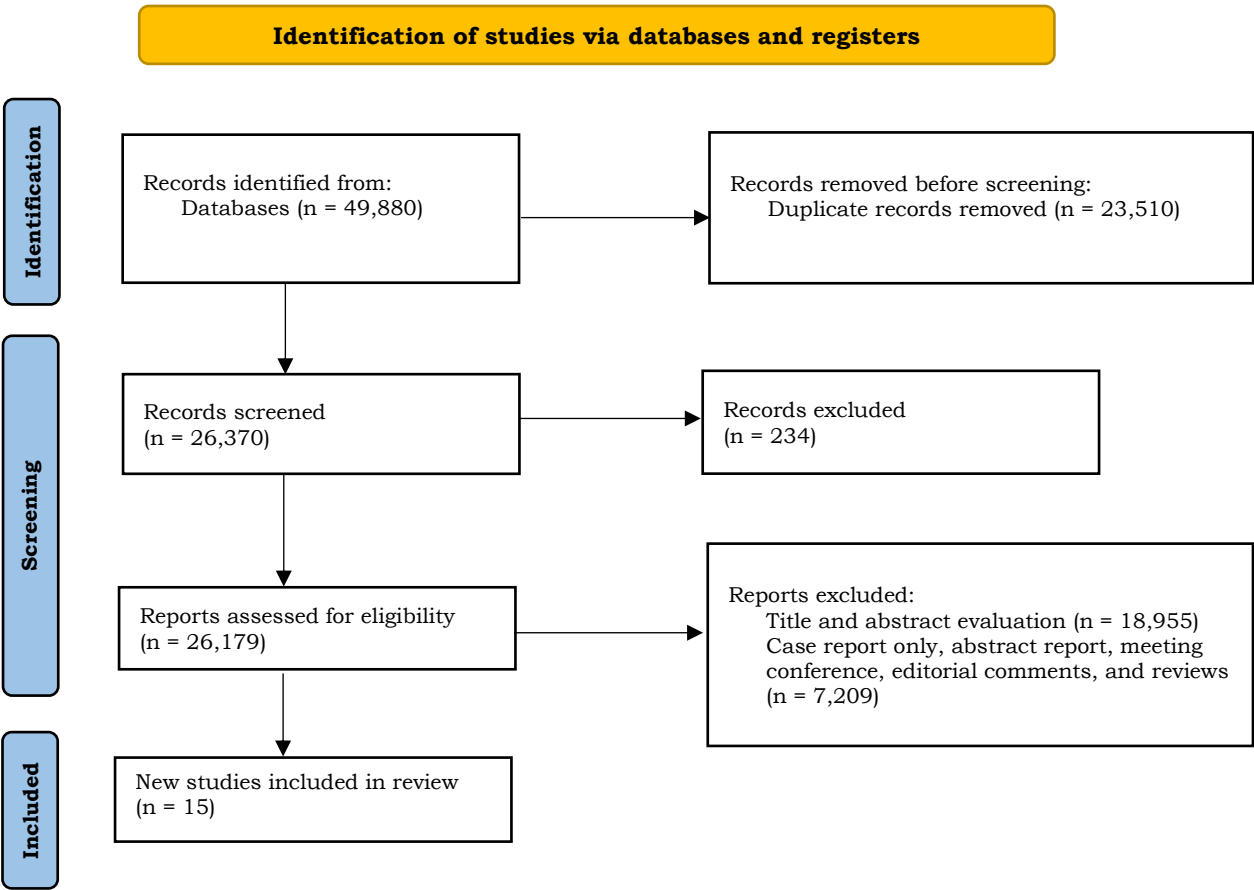 Identification of studies via databases and registers
Identification
Records identified from:
Databases (n = 49,880)
Records removed before screening:
Duplicate records removed (n = 23,510)
Screening
Records screened
(n = 26,370)
Records excluded
(n = 234)
Reports assessed for eligibility
(n = 26,179)
Reports excluded:
Title and abstract evaluation (n = 18,955)
Case report only, abstract report, meeting
conference, editorial comments, and reviews
(n = 7,209)
Included
New studies included in review
(n = 15)